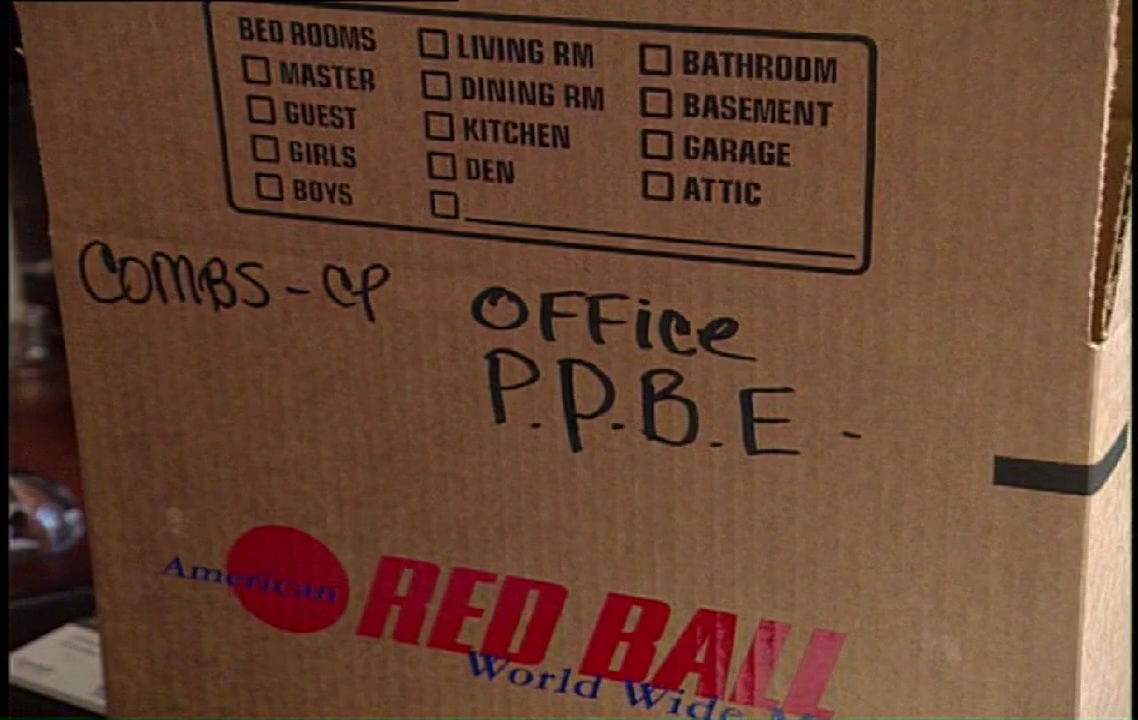 BED ROOMS
☐ MASTER
☐ GUEST
☐ GIRLS
☐ BOYS
☐ LIVING RM
☐ DINING RM
☐ KITCHEN
☐ DEN
☐
☐ BATHROOM
☐ BASEMENT
☐ GARAGE
☐ ATTIC
COMBS - CP
OFFice
P.P.B.E -
American RED BALL
World Wide